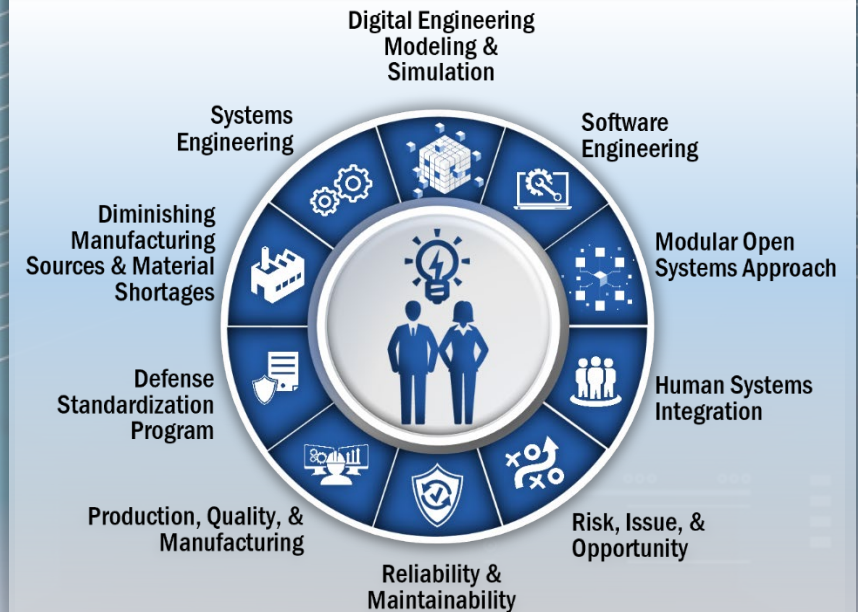 Digital Engineering
Modeling &
Simulation
Software
Engineering
Modular Open
Systems Approach
Human Systems
Integration
Risk, Issue, &
Opportunity
Reliability &
Maintainability
Production, Quality, &
Manufacturing
Defense
Standardization
Program
Diminishing
Manufacturing
Sources & Material
Shortages
Systems
Engineering